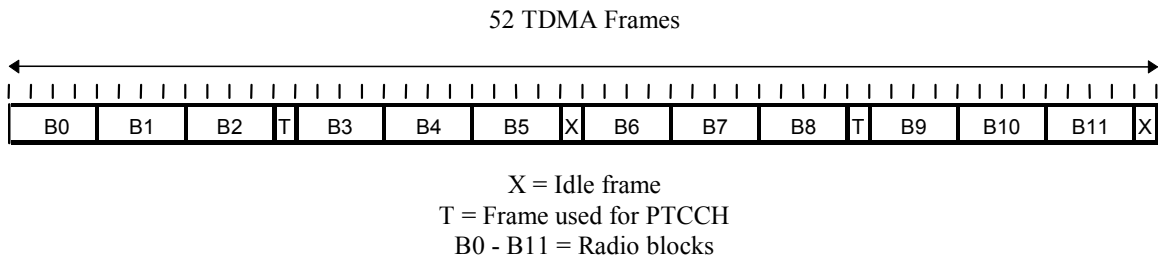 52 TDMA Frames
B0 B1 B2 T B3 B4 B5 X B6 B7 B8 T B9 B10 B11 X
X = Idle frame
T = Frame used for PTCCH
B0 - B11 = Radio blocks